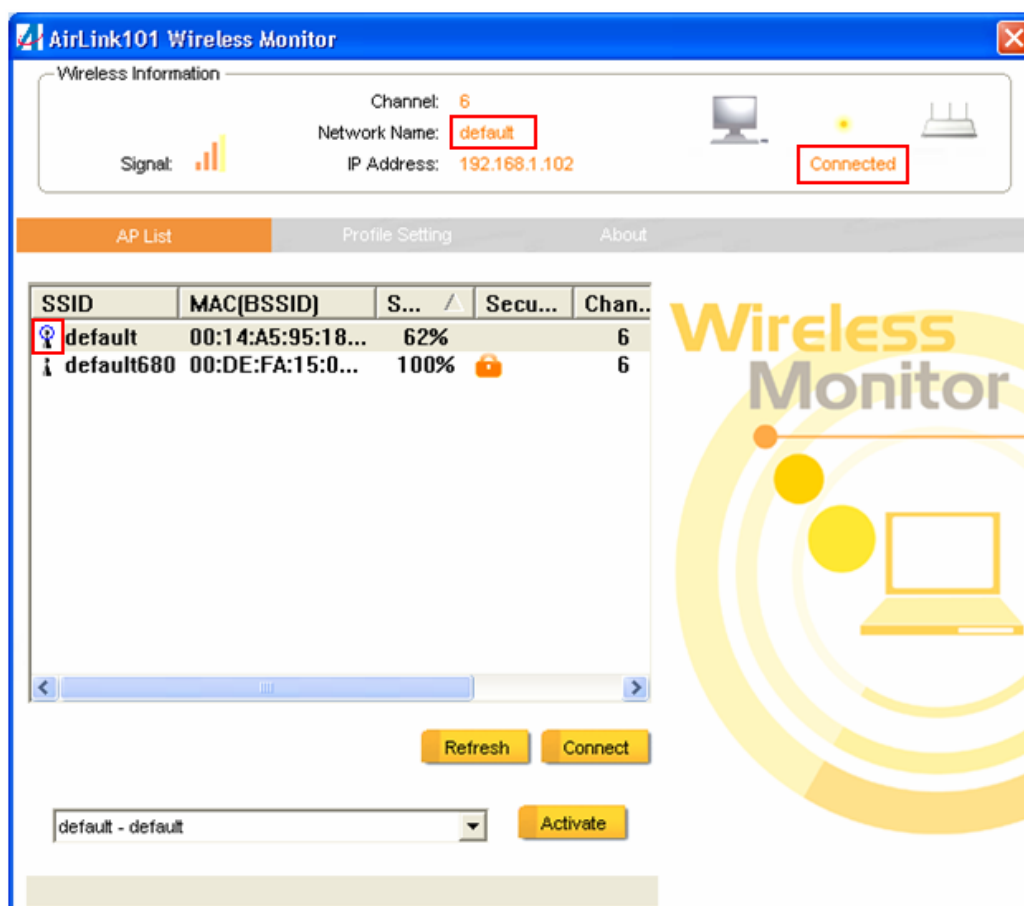 AirLink101 Wireless Monitor
Wireless Information
Channel: 6
Network Name: default
Signal: IP Address: 192.168.1.102
Connected
AP List Profile Setting About
SSID MAC(BSSID) S... Secu... Chan..
default 00:14:A5:95:18... 62% 6
default680 00:DE:FA:15:0... 100% 6
Wireless
Monitor
Refresh Connect
default - default Activate